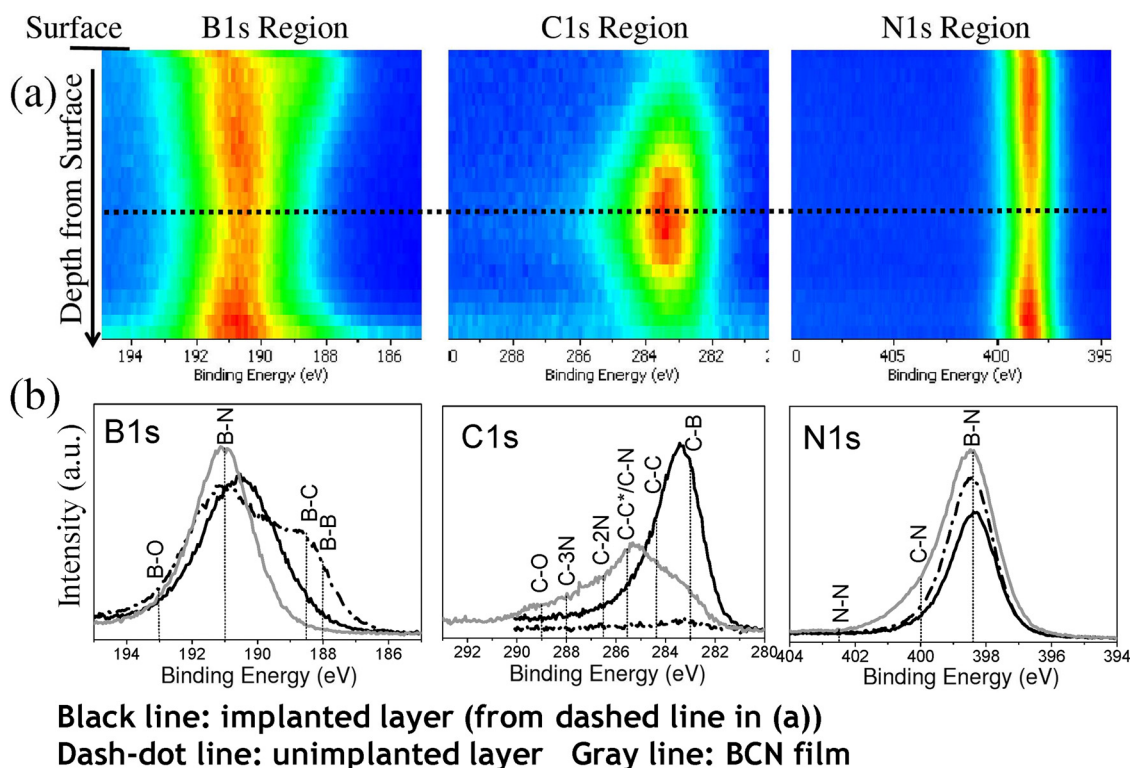 Surface
B1s Region
C1s Region
N1s Region
(a)
Depth from Surface
194 192 190 188 186
Binding Energy (eV)
0 288 286 284 282 2
Binding Energy (eV)
0 405 400 395
Binding Energy (eV)
(b)
Intensity (a.u.)
B1s
B-O
B-N
B-C
B-B
194 192 190 188 186
Binding Energy (eV)
C1s
C-O
C-3N
C-2N
C-C*/C-N
C-C
C-B
292 290 288 286 284 282 280
Binding Energy (eV)
N1s
N-N
C-N
B-N
404 402 400 398 396 394
Binding Energy (eV)
Black line: implanted layer (from dashed line in (a))
Dash-dot line: unimplanted layer Gray line: BCN film